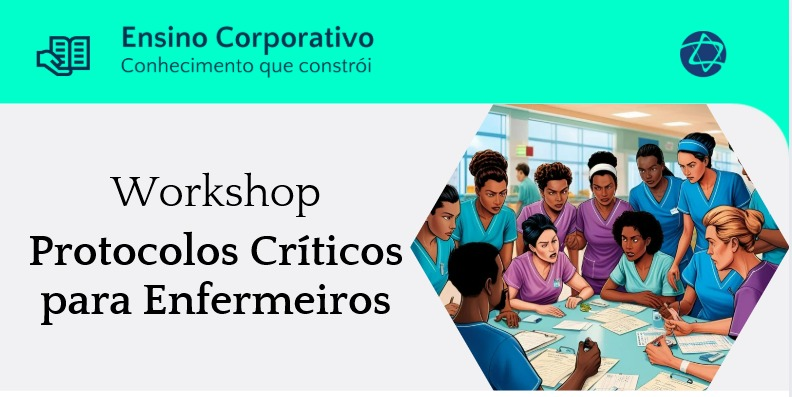 Ensino Corporativo
Conhecimento que constrói
Workshop
Protocolos Críticos
para Enfermeiros